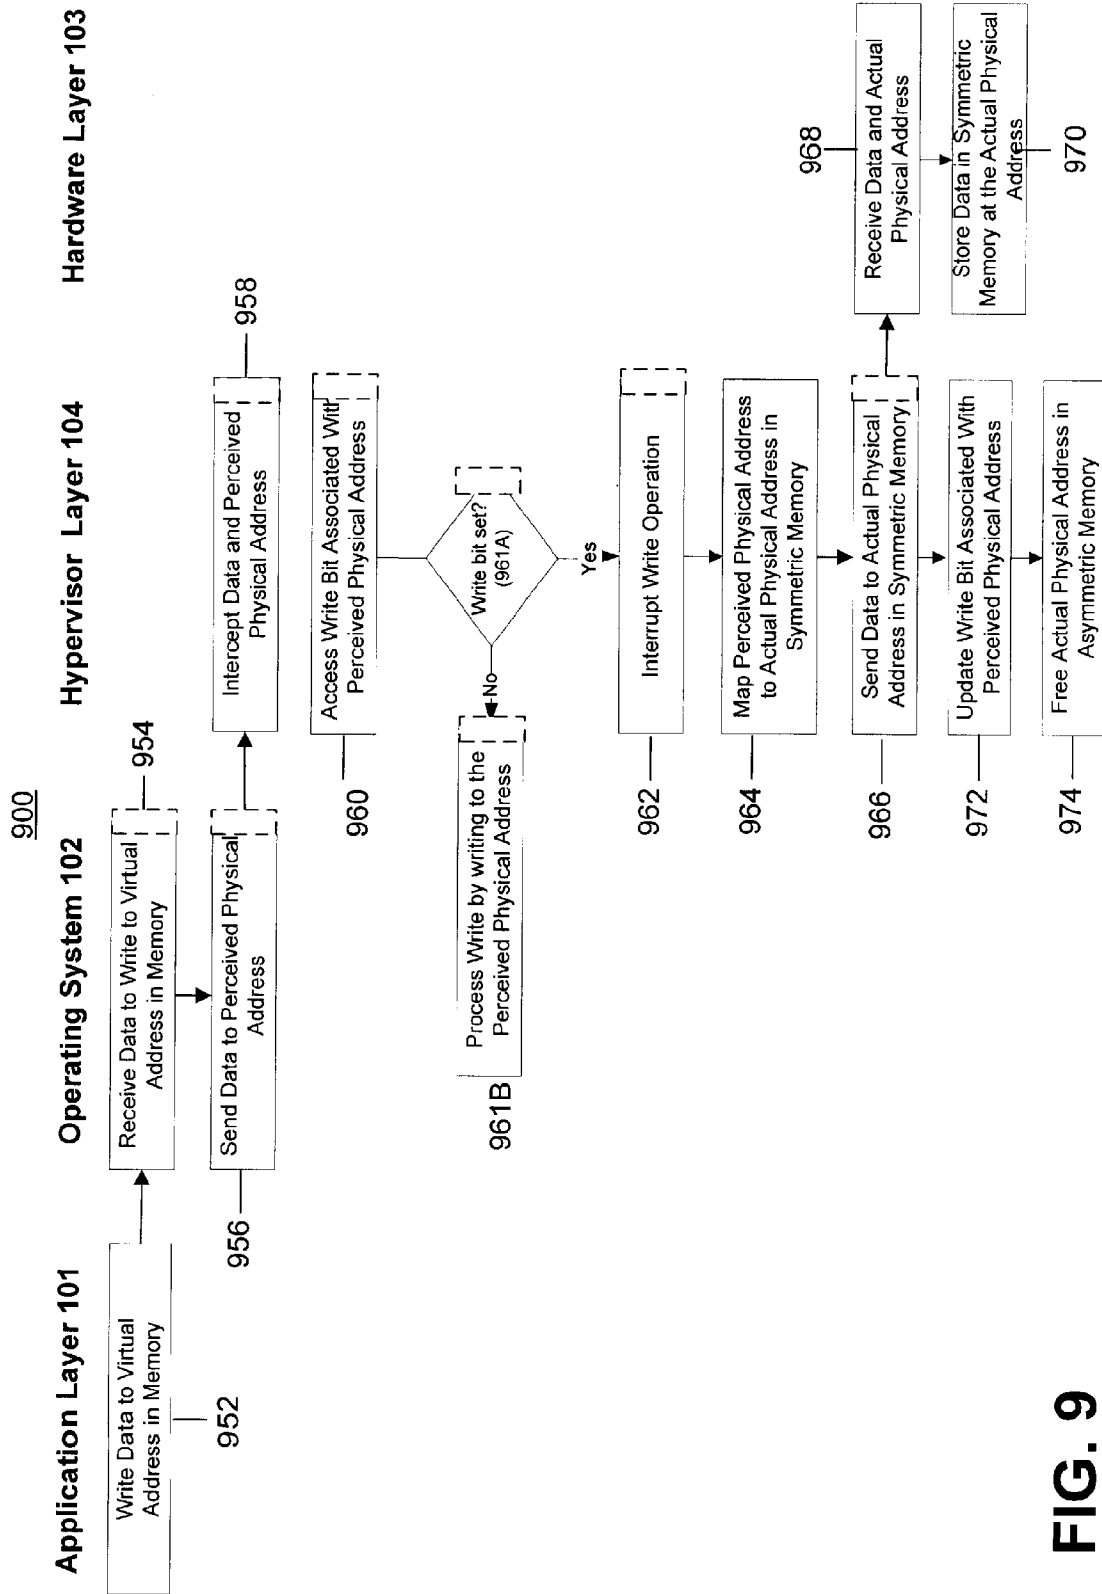 900
Application Layer 101
Operating System 102
Hypervisor Layer 104
Hardware Layer 103
Write Data to Virtual
Address in Memory
952
Receive Data to Write to Virtual
Address in Memory
954
Send Data to Perceived Physical
Address
956
Intercept Data and Perceived
Physical Address
958
Access Write Bit Associated With
Perceived Physical Address
960
Write bit set?
(961A)
No
Process Write by writing to the
Perceived Physical Address
961B
Yes
Interrupt Write Operation
962
Map Perceived Physical Address
to Actual Physical Address in
Symmetric Memory
964
Send Data to Actual Physical
Address in Symmetric Memory
966
Receive Data and Actual
Physical Address
968
Store Data in Symmetric
Memory at the Actual Physical
Address
970
Update Write Bit Associated With
Perceived Physical Address
972
Free Actual Physical Address in
Asymmetric Memory
974
FIG. 9